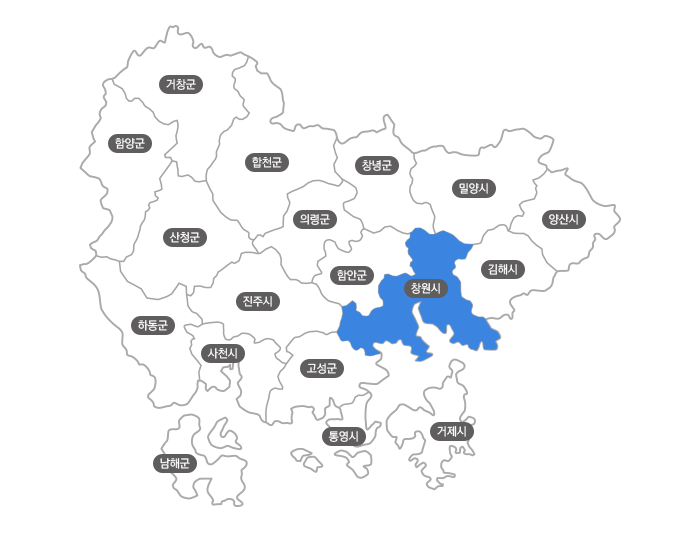 거창군
함양군
합천군
창녕군
밀양시
의령군
양산시
산청군
함안군
김해시
창원시
진주시
하동군
사천시
고성군
통영시
거제시
남해군